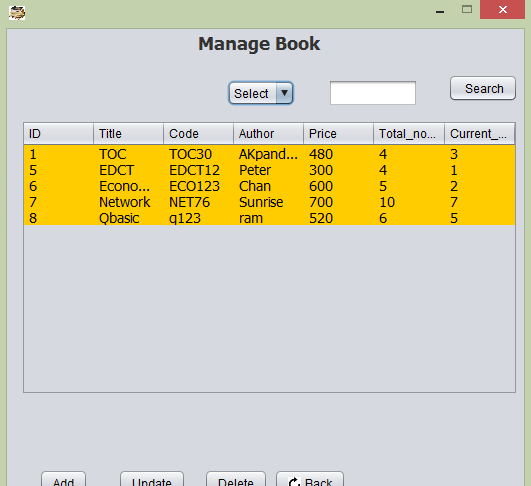 Manage Book
Select Search
ID Title Code Author Price Total_no... Current_...
1 TOC TOC30 AKpand... 480 4 3
5 EDCT EDCT12 Peter 300 4 1
6 Econo... ECO123 Chan 600 5 2
7 Network NET76 Sunrise 700 10 7
8 Qbasic q123 ram 520 6 5
Add Update Delete Back